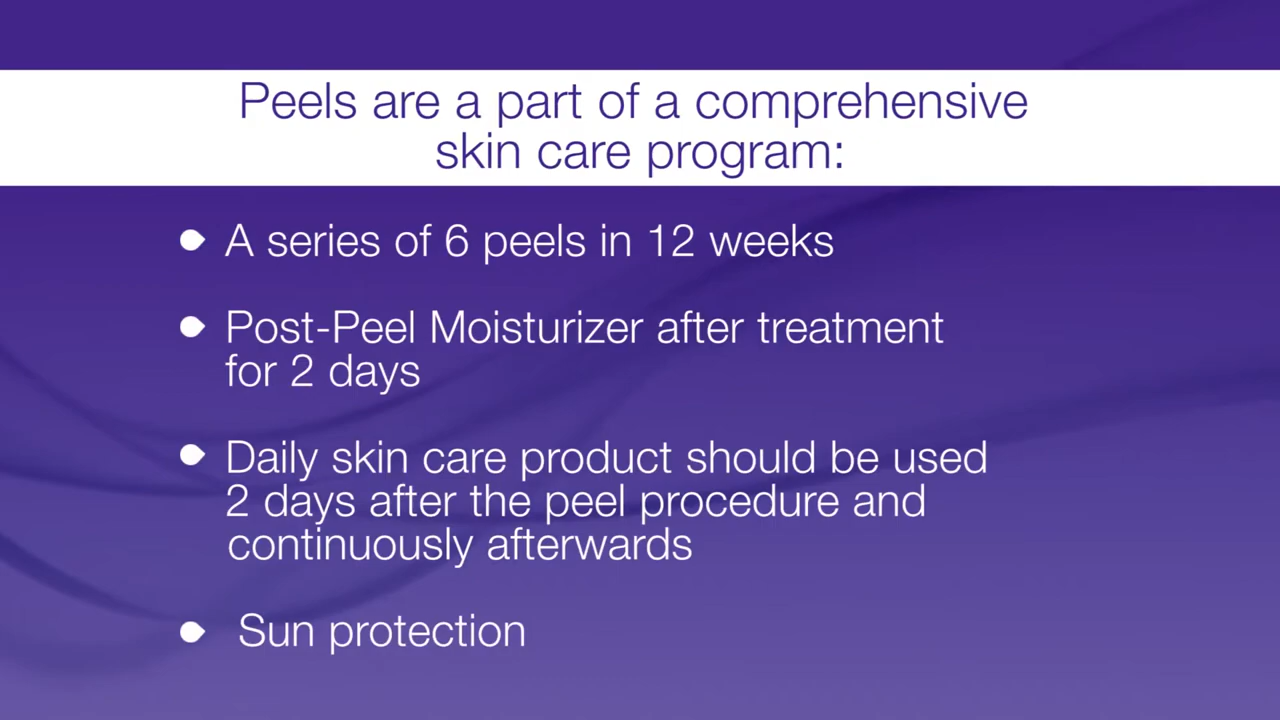 Peels are a part of a comprehensive
skin care program:
A series of 6 peels in 12 weeks
Post-Peel Moisturizer after treatment
for 2 days
Daily skin care product should be used
2 days after the peel procedure and
continuously afterwards
Sun protection